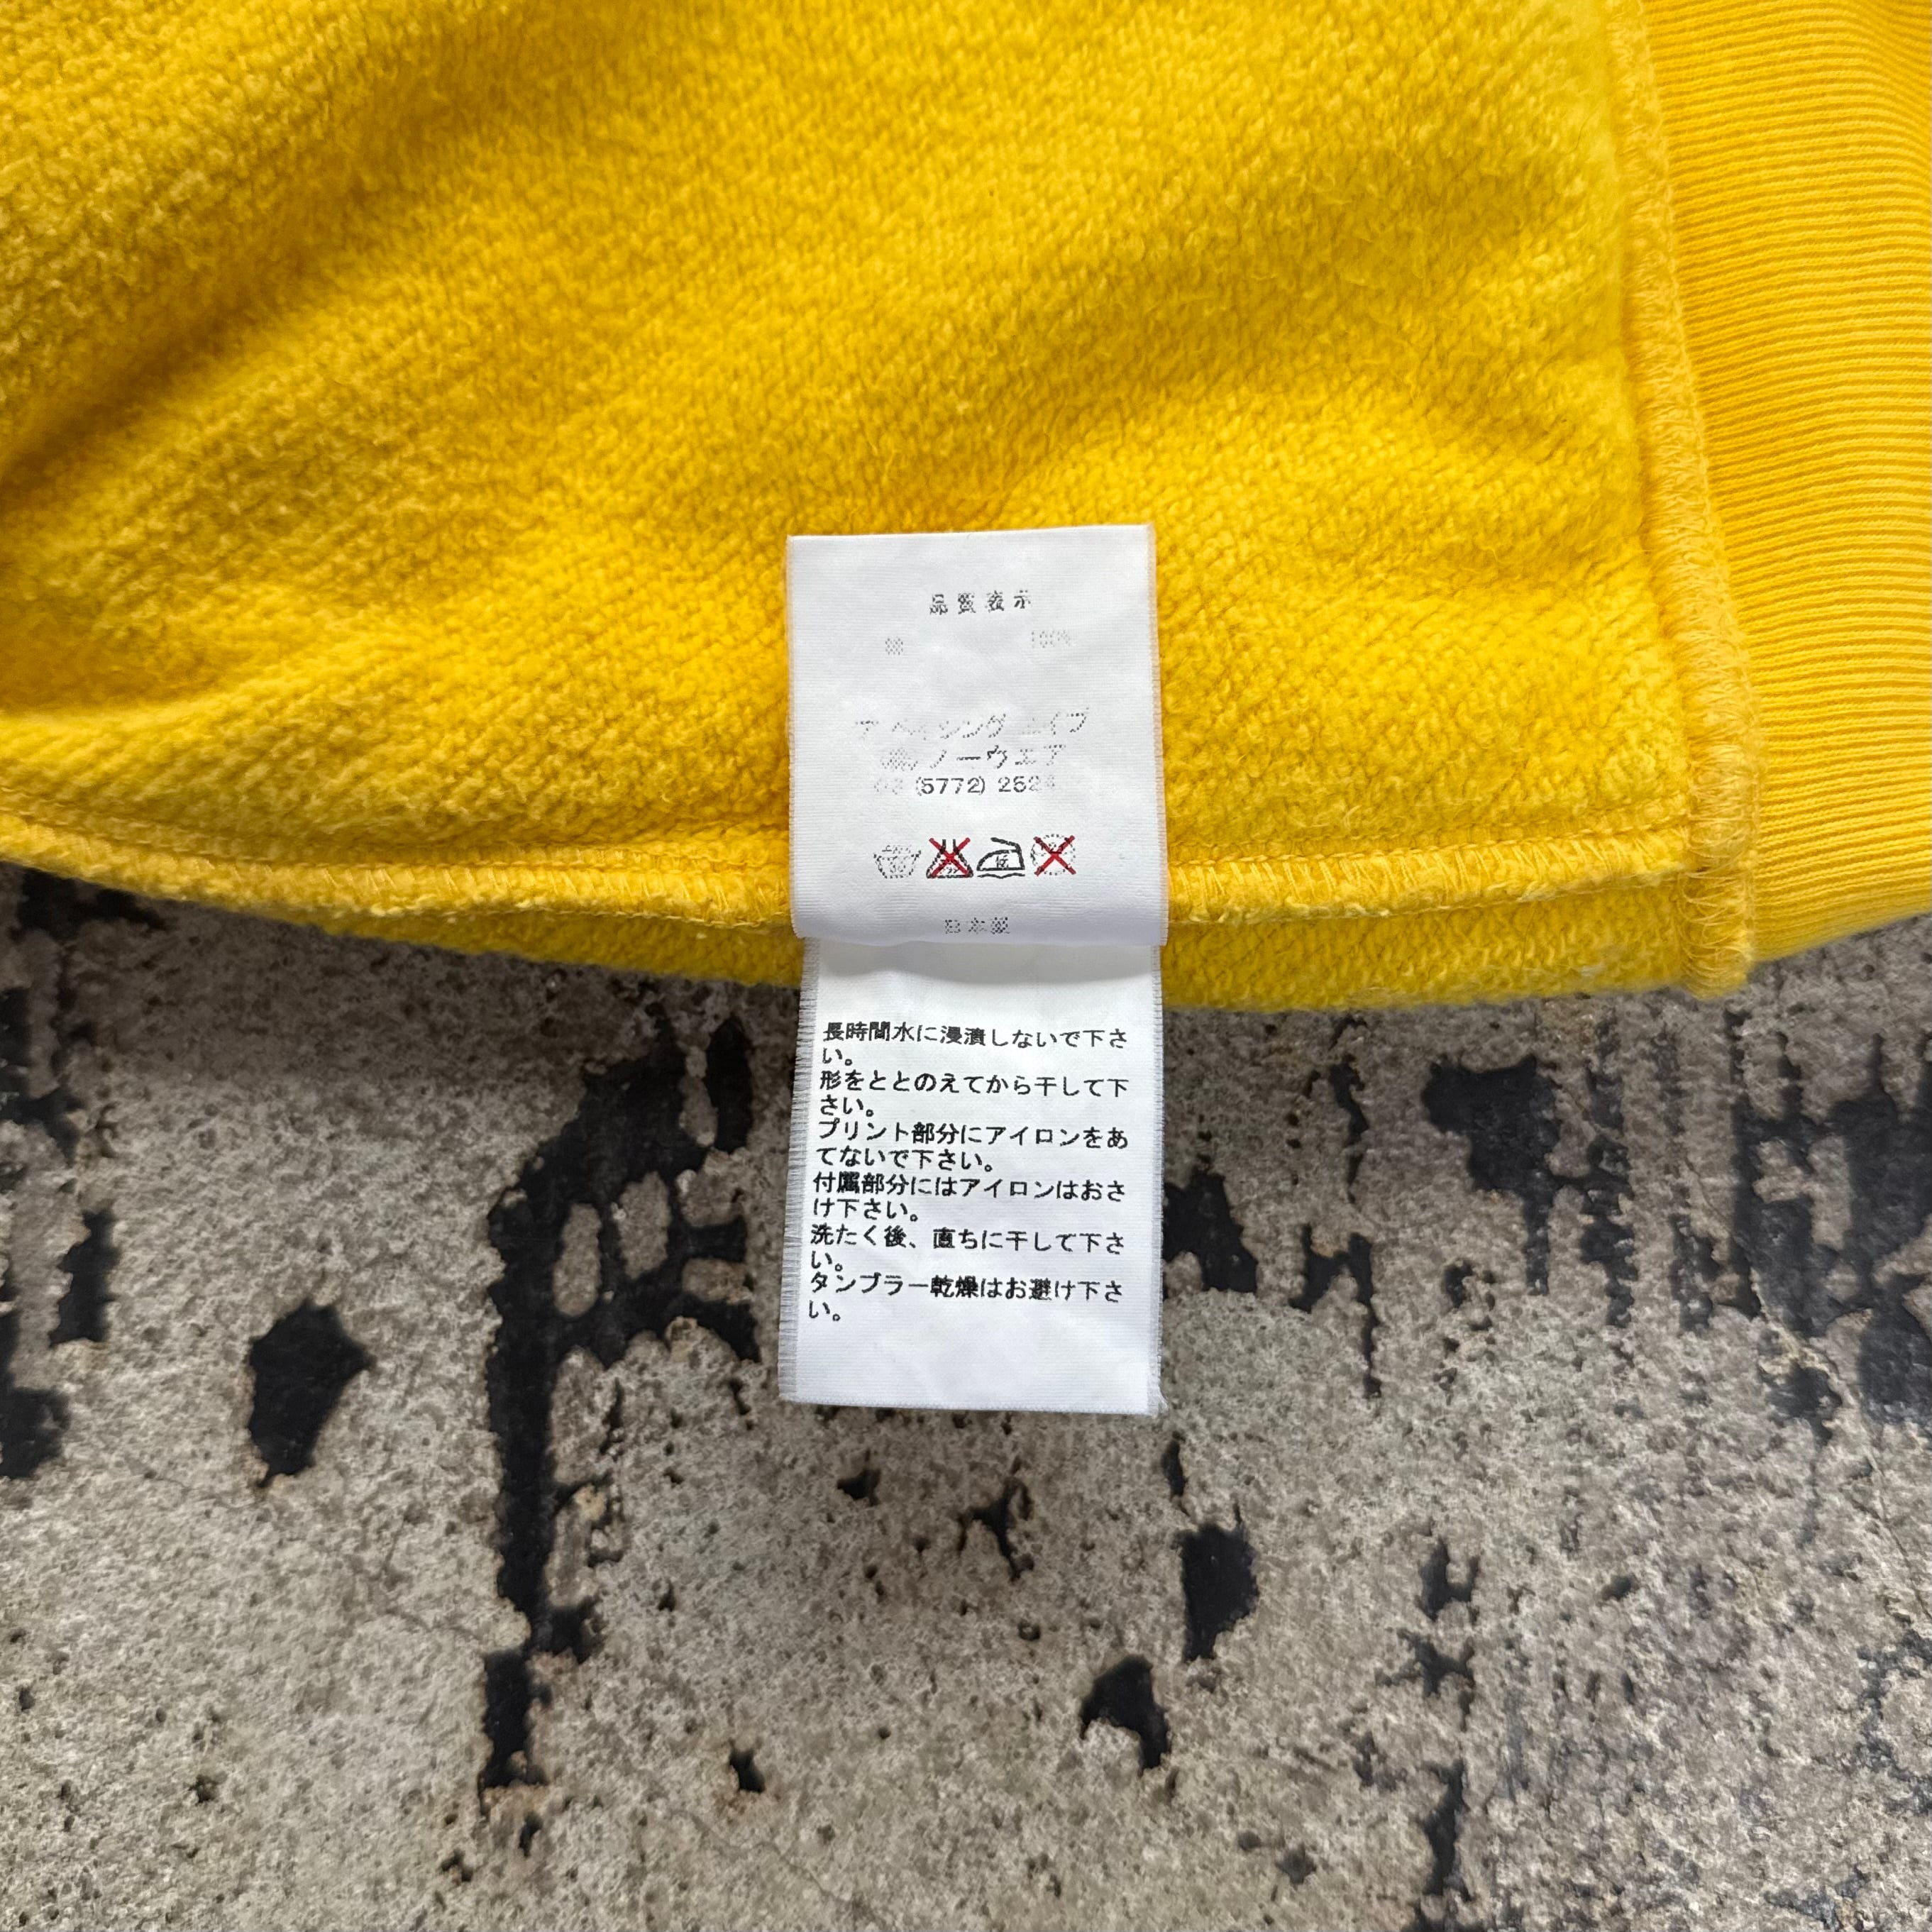 品質表示
綿 100%
ア ベイシング エイプ
㈱ノーウエア
03 (5772) 2524
日本製
長時間水に浸漬しないで下さ
い。
形をととのえてから干して下
さい。
プリント部分にアイロンをあ
てないで下さい。
付属部分にはアイロンはおさ
け下さい。
洗たく後、直ちに干して下さ
い。
タンブラー乾燥はお避け下さ
い。